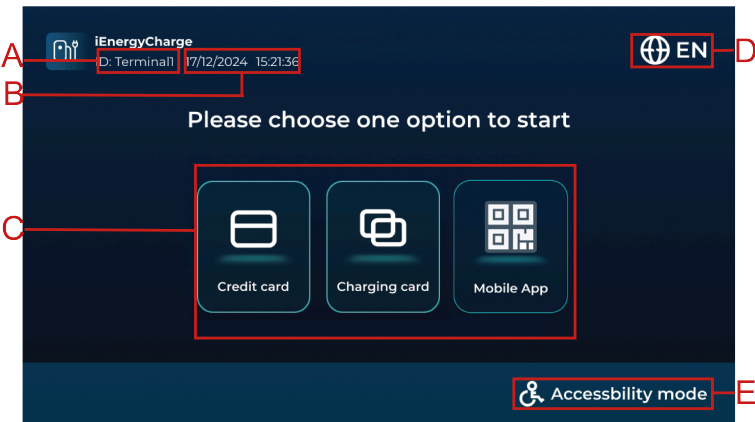 iEnergyCharge
A
ID: Terminal1 17/12/2024 15:21:36
EN
D
B
Please choose one option to start
C
Credit card
Charging card
Mobile App
Accessbility mode
E